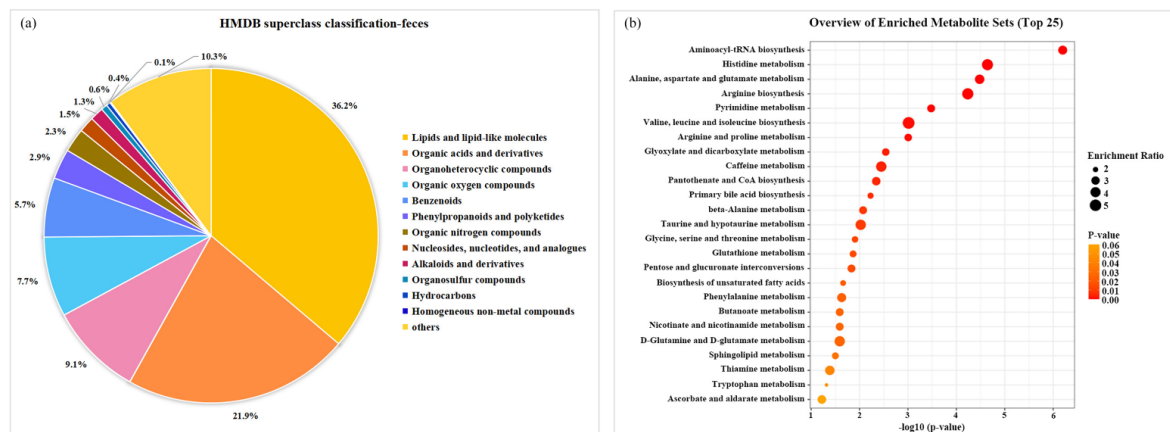 (a)
HMDB superclass classification-feces
0.1%
10.3%
0.4%
0.6%
1.3%
1.5%
2.3%
2.9%
5.7%
7.7%
9.1%
21.9%
36.2%
Lipids and lipid-like molecules
Organic acids and derivatives
Organoheterocyclic compounds
Organic oxygen compounds
Benzenoids
Phenylpropanoids and polyketides
Organic nitrogen compounds
Nucleosides, nucleotides, and analogues
Alkaloids and derivatives
Organosulfur compounds
Hydrocarbons
Homogeneous non-metal compounds
others
(b)
Overview of Enriched Metabolite Sets (Top 25)
Aminoacyl-tRNA biosynthesis
Histidine metabolism
Alanine, aspartate and glutamate metabolism
Arginine biosynthesis
Pyrimidine metabolism
Valine, leucine and isoleucine biosynthesis
Arginine and proline metabolism
Glyoxylate and dicarboxylate metabolism
Caffeine metabolism
Pantothenate and CoA biosynthesis
Primary bile acid biosynthesis
beta-Alanine metabolism
Taurine and hypotaurine metabolism
Glycine, serine and threonine metabolism
Glutathione metabolism
Pentose and glucuronate interconversions
Biosynthesis of unsaturated fatty acids
Phenylalanine metabolism
Butanoate metabolism
Nicotinate and nicotinamide metabolism
D-Glutamine and D-glutamate metabolism
Sphingolipid metabolism
Thiamine metabolism
Tryptophan metabolism
Ascorbate and aldarate metabolism
1 2 3 4 5 6
-log10 (p-value)
Enrichment Ratio
2
3
4
5
P-value
0.06
0.05
0.04
0.03
0.02
0.01
0.00